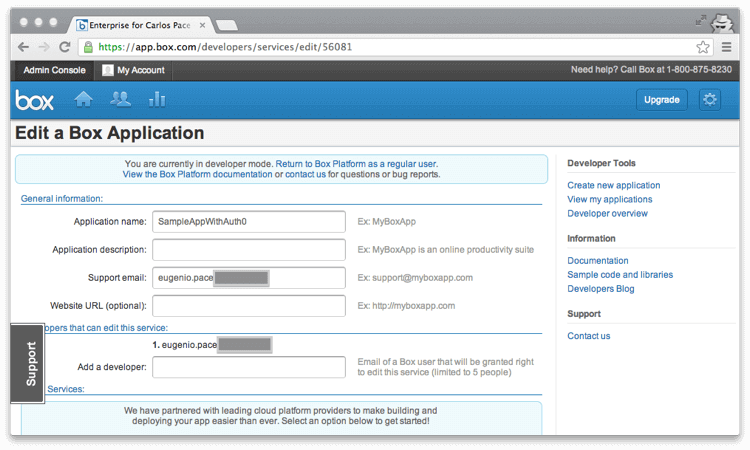 Enterprise for Carlos Pace
https://app.box.com/developers/services/edit/56081
Admin Console My Account Need help? Call Box at 1-800-875-8230
box Upgrade
Edit a Box Application
You are currently in developer mode. Return to Box Platform as a regular user.
View the Box Platform documentation or contact us for questions or bug reports.
General information:
Application name: SampleAppWithAuth0 Ex: MyBoxApp
Application description: Ex: MyBoxApp is an online productivity suite
Support email: eugenio.pace Ex: support@myboxapp.com
Website URL (optional): Ex: http://myboxapp.com
lopers that can edit this service:
1. eugenio.pace
Add a developer: Email of a Box user that will be granted right
to edit this service (limited to 5 people)
Support
Services:
We have partnered with leading cloud platform providers to make building and
deploying your app easier than ever. Select an option below to get started!
Developer Tools
Create new application
View my applications
Developer overview
Information
Documentation
Sample code and libraries
Developers Blog
Support
Contact us